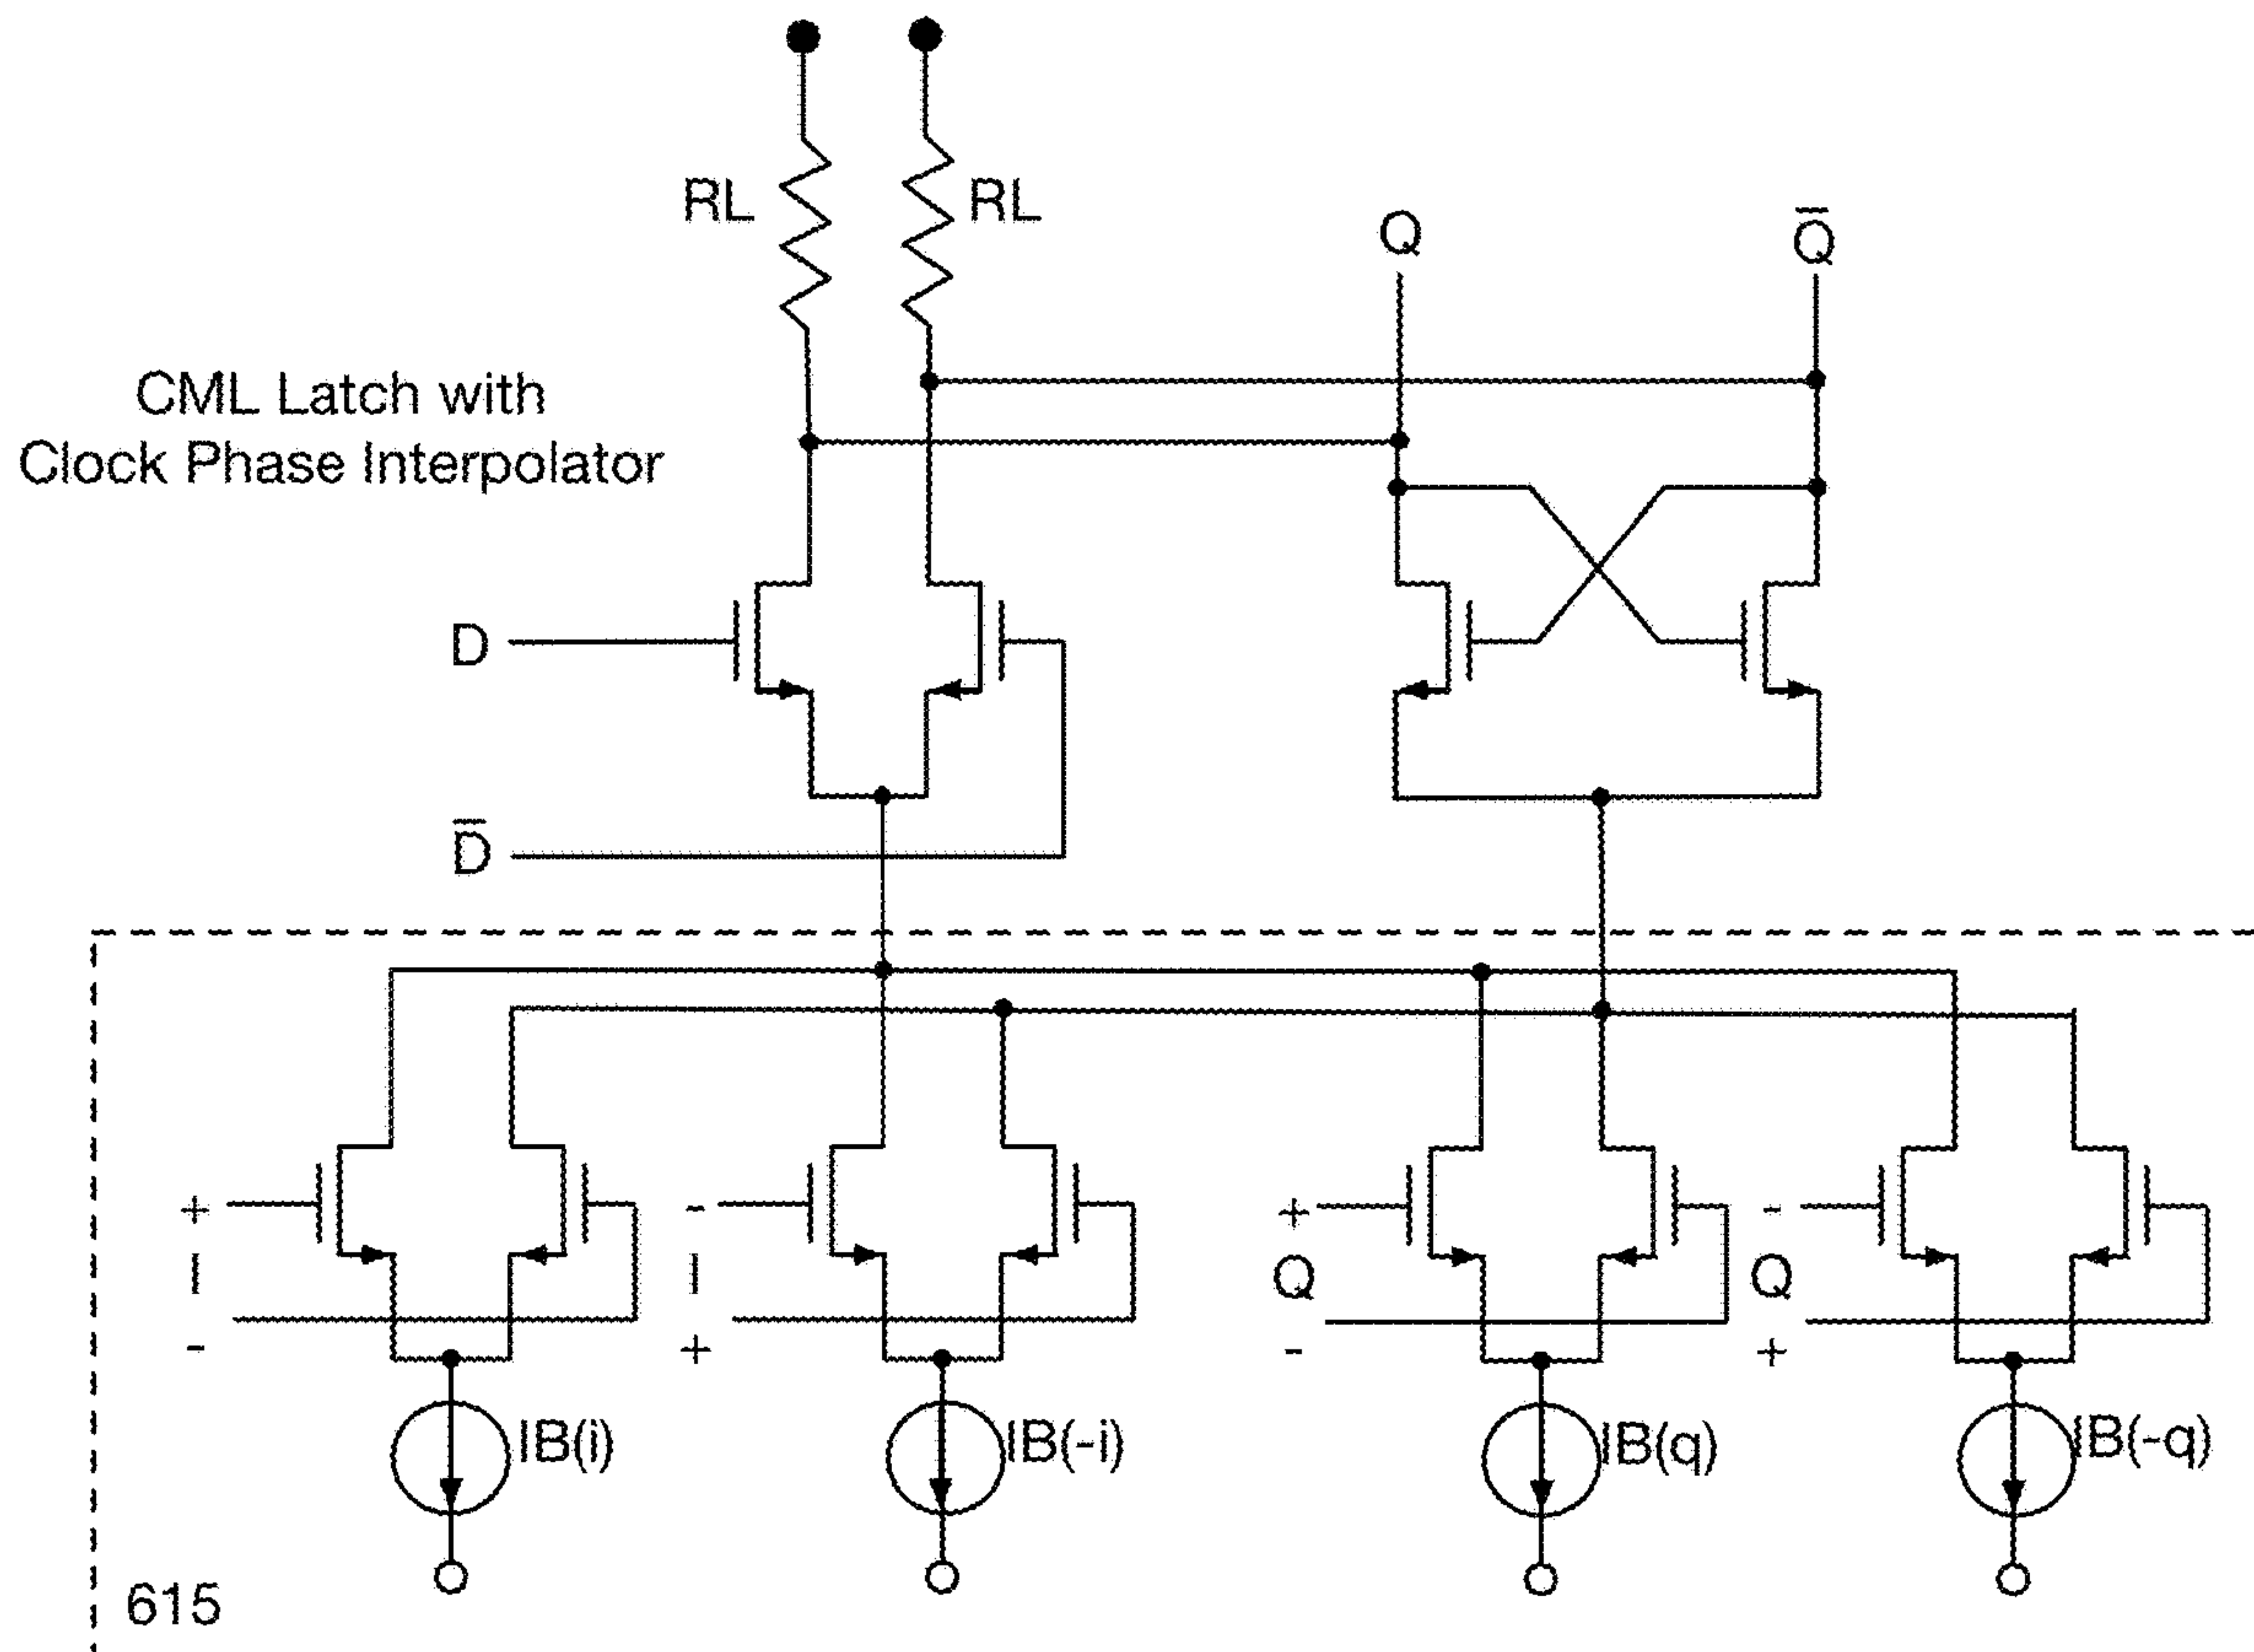 RL RL
Q Q̅
CML Latch with
Clock Phase Interpolator
D
D̅
+ - + -
I I Q Q
- + - +
IB(i) IB(-i) IB(q) IB(-q)
615